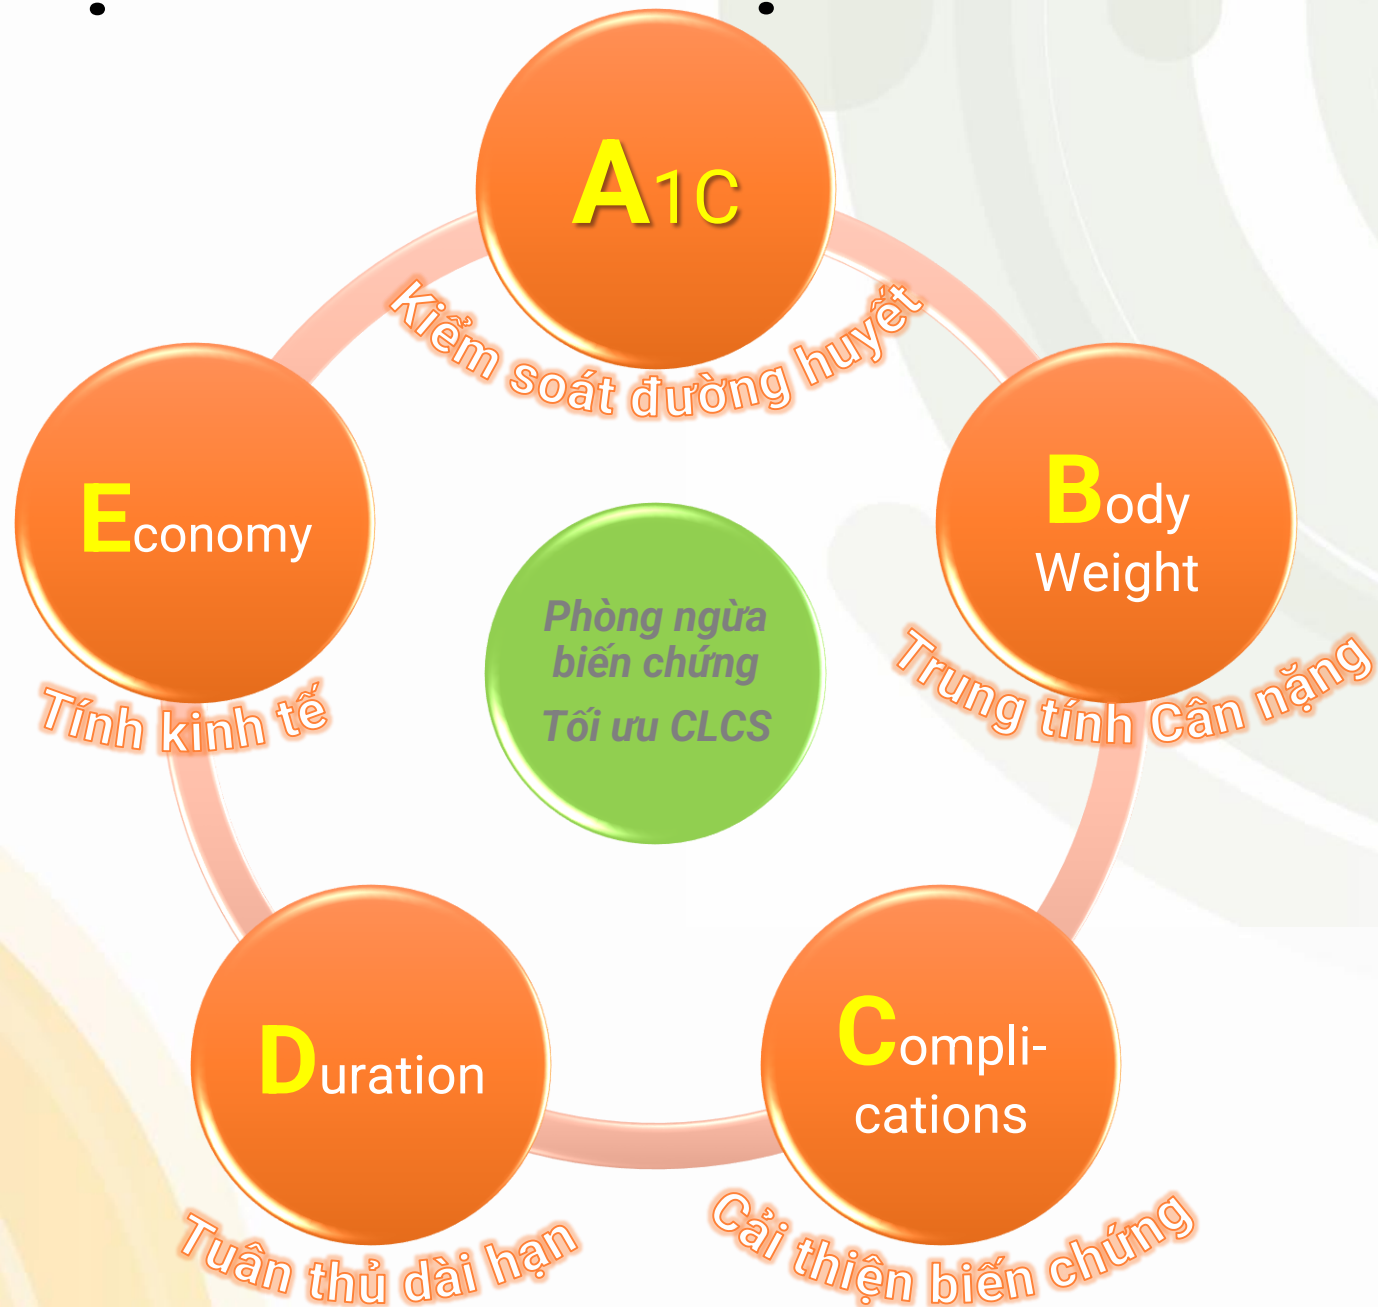 A1C
Kiểm soát đường huyết
Body
Weight
Trung tính Cân nặng
Compli-
cations
Cải thiện biến chứng
Duration
Tuân thủ dài hạn
Economy
Tính kinh tế
Phòng ngừa
biến chứng
Tối ưu CLCS